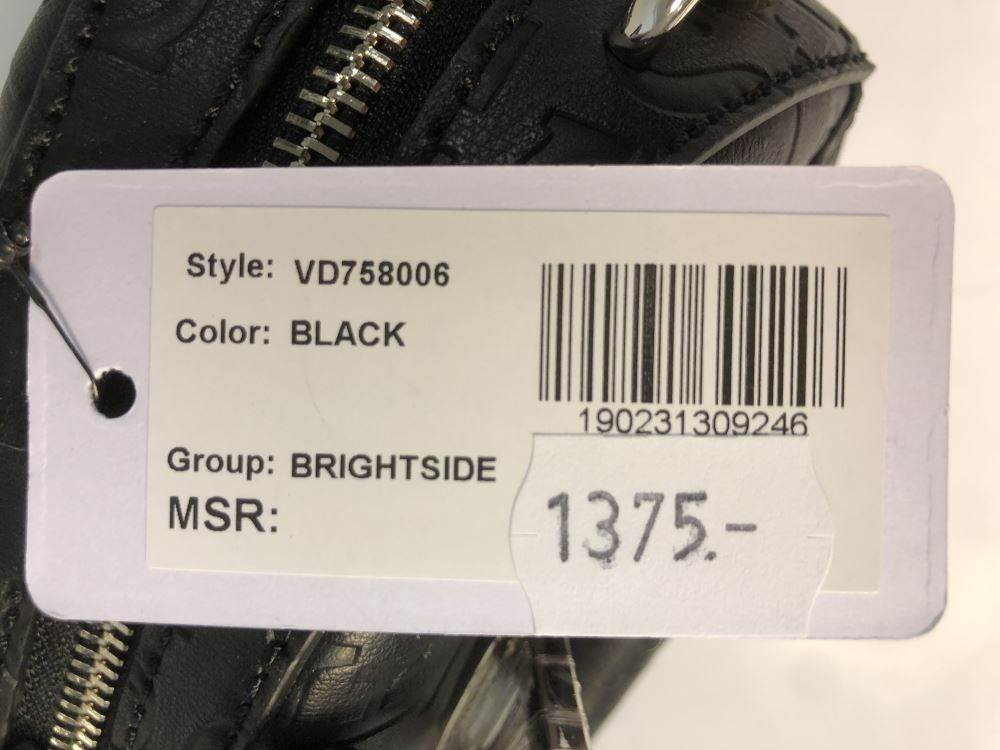 Style: VD758006
Color: BLACK
190231309246
Group: BRIGHTSIDE
MSR:
1375.-